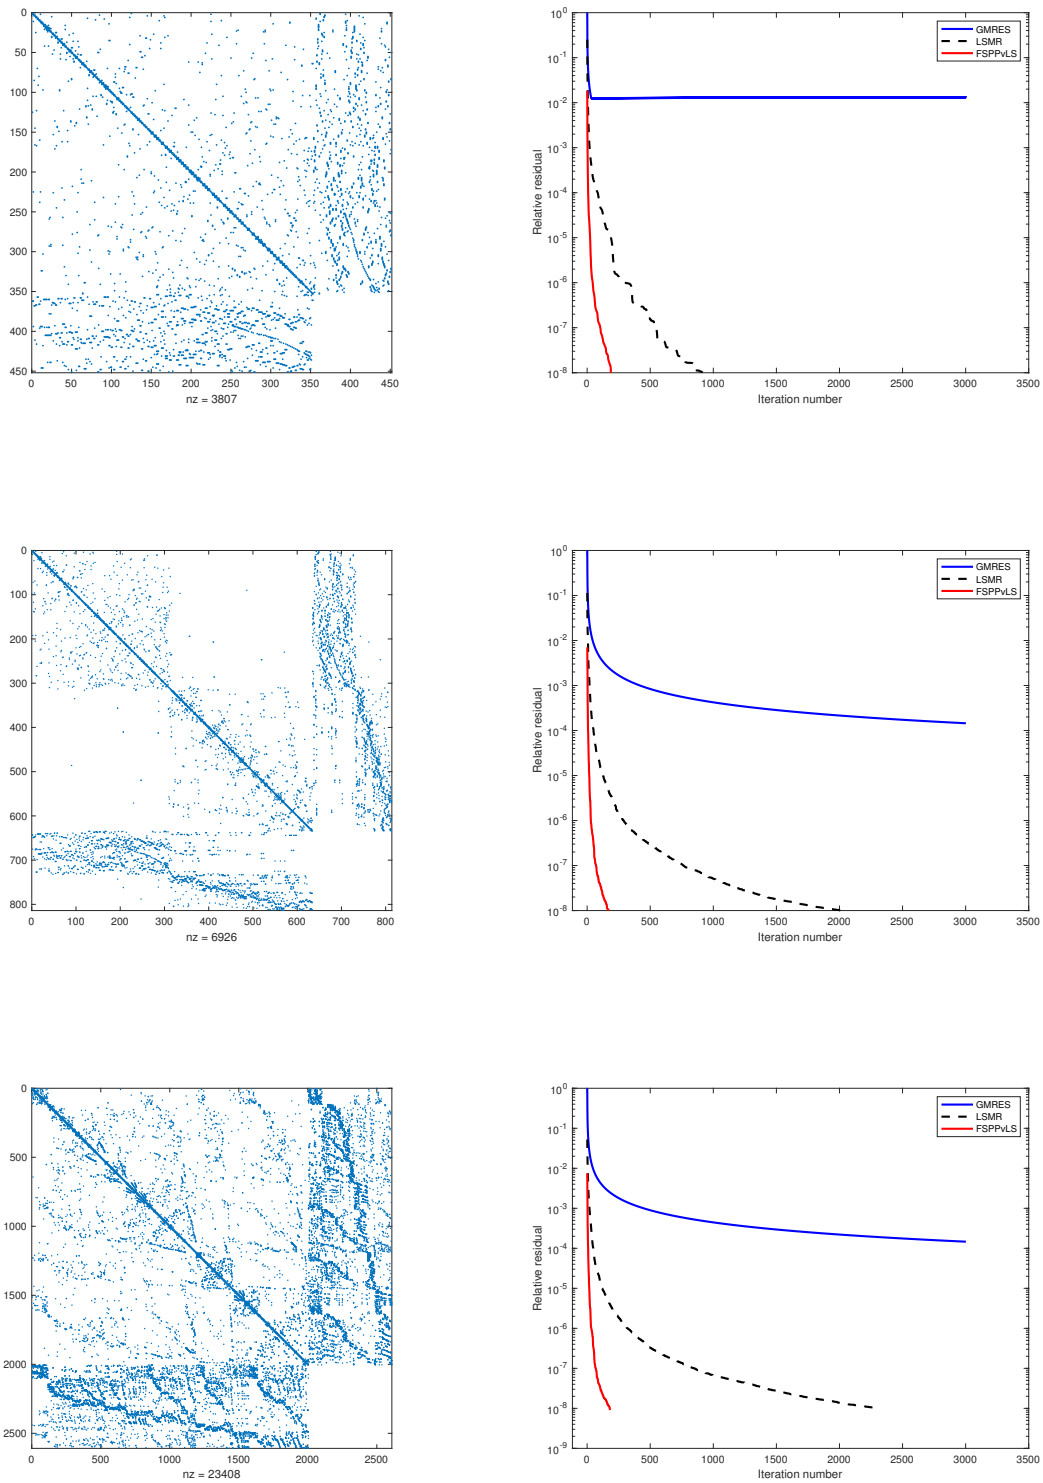 0
50
100
150
200
250
300
350
400
450
0 50 100 150 200 250 300 350 400 450
nz = 3807
10^0
10^-1
10^-2
10^-3
10^-4
10^-5
10^-6
10^-7
10^-8
Relative residual
0 500 1000 1500 2000 2500 3000 3500
Iteration number
GMRES
LSMR
FSPPvLS
0
100
200
300
400
500
600
700
800
0 100 200 300 400 500 600 700 800
nz = 6926
10^0
10^-1
10^-2
10^-3
10^-4
10^-5
10^-6
10^-7
10^-8
Relative residual
0 500 1000 1500 2000 2500 3000 3500
Iteration number
GMRES
LSMR
FSPPvLS
0
500
1000
1500
2000
2500
0 500 1000 1500 2000 2500
nz = 23408
10^0
10^-1
10^-2
10^-3
10^-4
10^-5
10^-6
10^-7
10^-8
10^-9
Relative residual
0 500 1000 1500 2000 2500 3000 3500
Iteration number
GMRES
LSMR
FSPPvLS